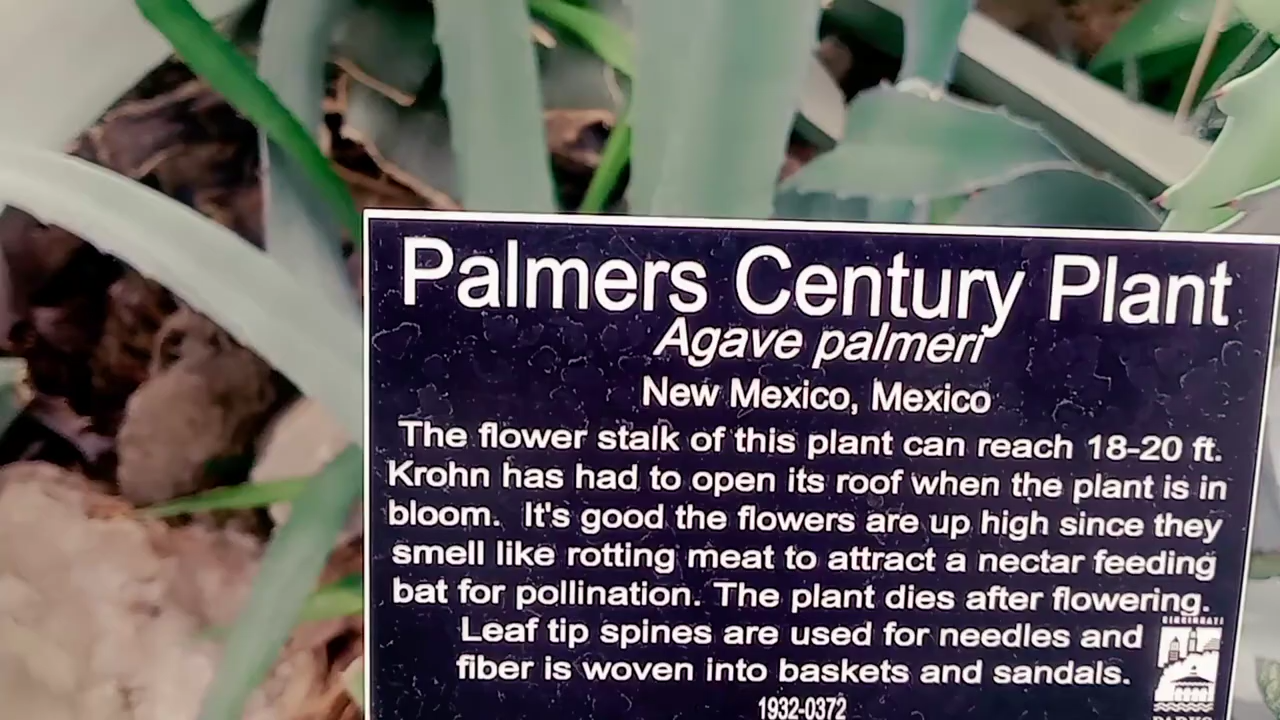 Palmers Century Plant
Agave palmeri
New Mexico, Mexico
The flower stalk of this plant can reach 18-20 ft.
Krohn has had to open its roof when the plant is in
bloom. It's good the flowers are up high since they
smell like rotting meat to attract a nectar feeding
bat for pollination. The plant dies after flowering.
Leaf tip spines are used for needles and
fiber is woven into baskets and sandals.
CINCINNATI
1932-0372